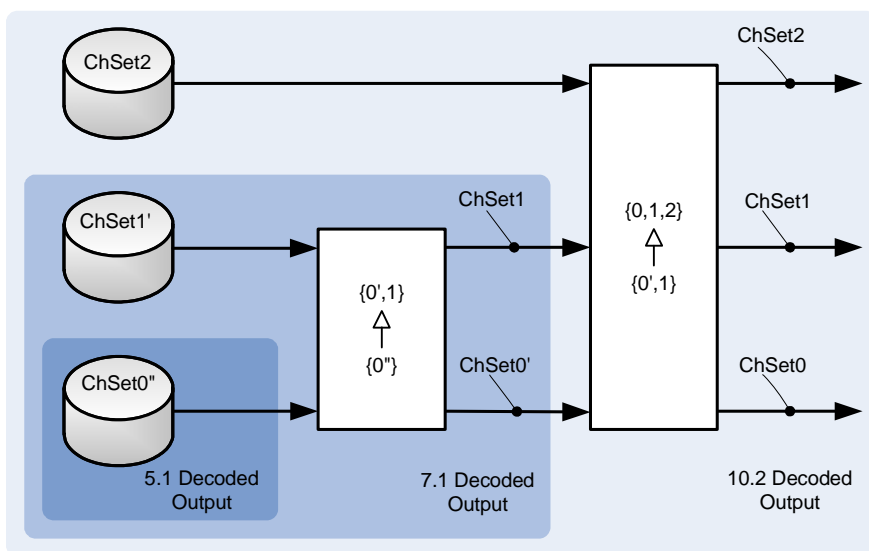 ChSet2
ChSet2
ChSet1'
ChSet1
{0,1,2}
{0',1}
ChSet1
{0',1}
{0"}
ChSet0"
ChSet0'
ChSet0
5.1 Decoded
Output
7.1 Decoded
Output
10.2 Decoded
Output